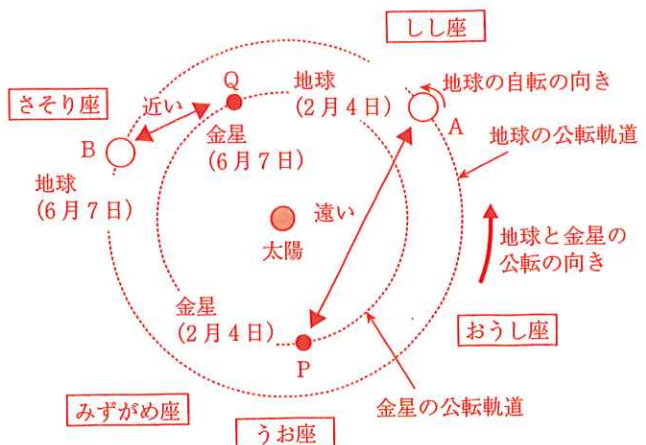 しし座
さそり座
近い
Q
地球
(2月4日)
地球の自転の向き
A
B
金星
(6月7日)
地球の公転軌道
地球
(6月7日)
遠い
太陽
地球と金星の
公転の向き
金星
(2月4日)
おうし座
P
みずがめ座
うお座
金星の公転軌道